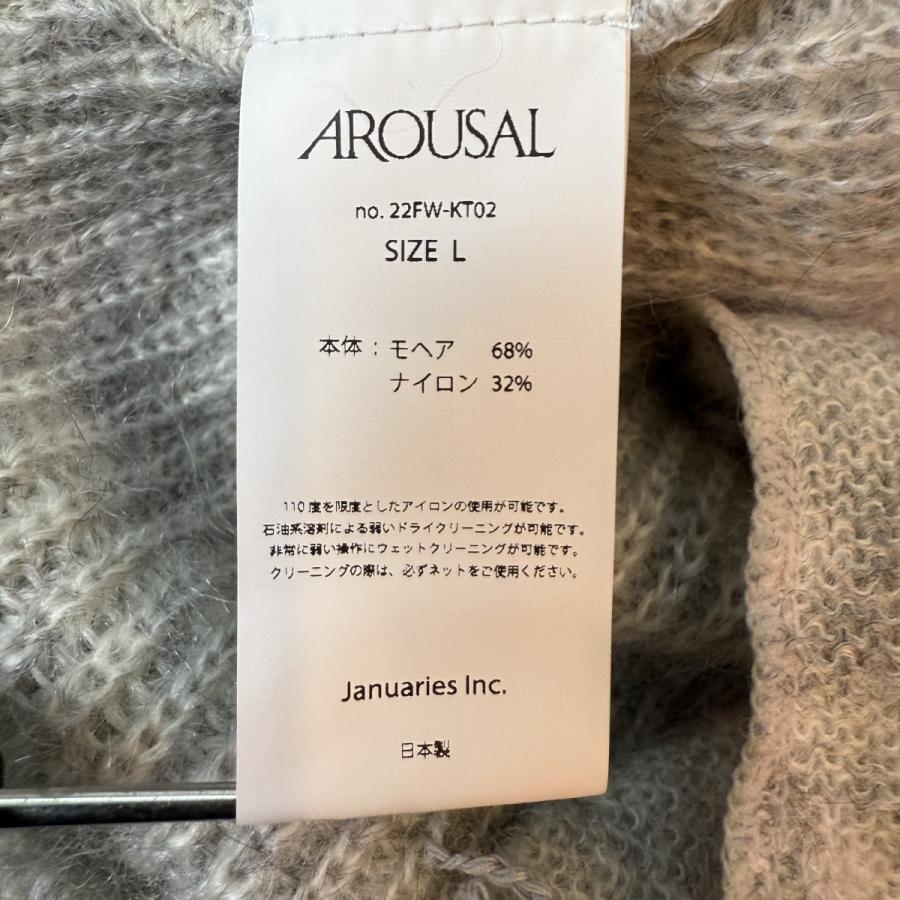 AROUSAL
no. 22FW-KT02
SIZE L
本体 : モヘア 68%
ナイロン 32%
110 度を限度としたアイロンの使用が可能です。
石油系溶剤による弱いドライクリーニングが可能です。
非常に弱い操作にウェットクリーニングが可能です。
クリーニングの際は、必ずネットをご使用ください。
Januaries Inc.
日本製